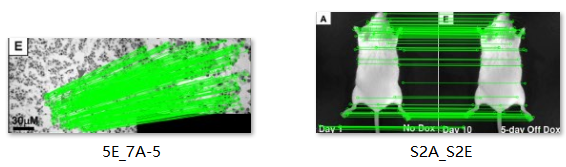 E
30µM
5E_7A-5
A
E
Day 1
No Dox
Day 10
5-day Off Dox
S2A_S2E